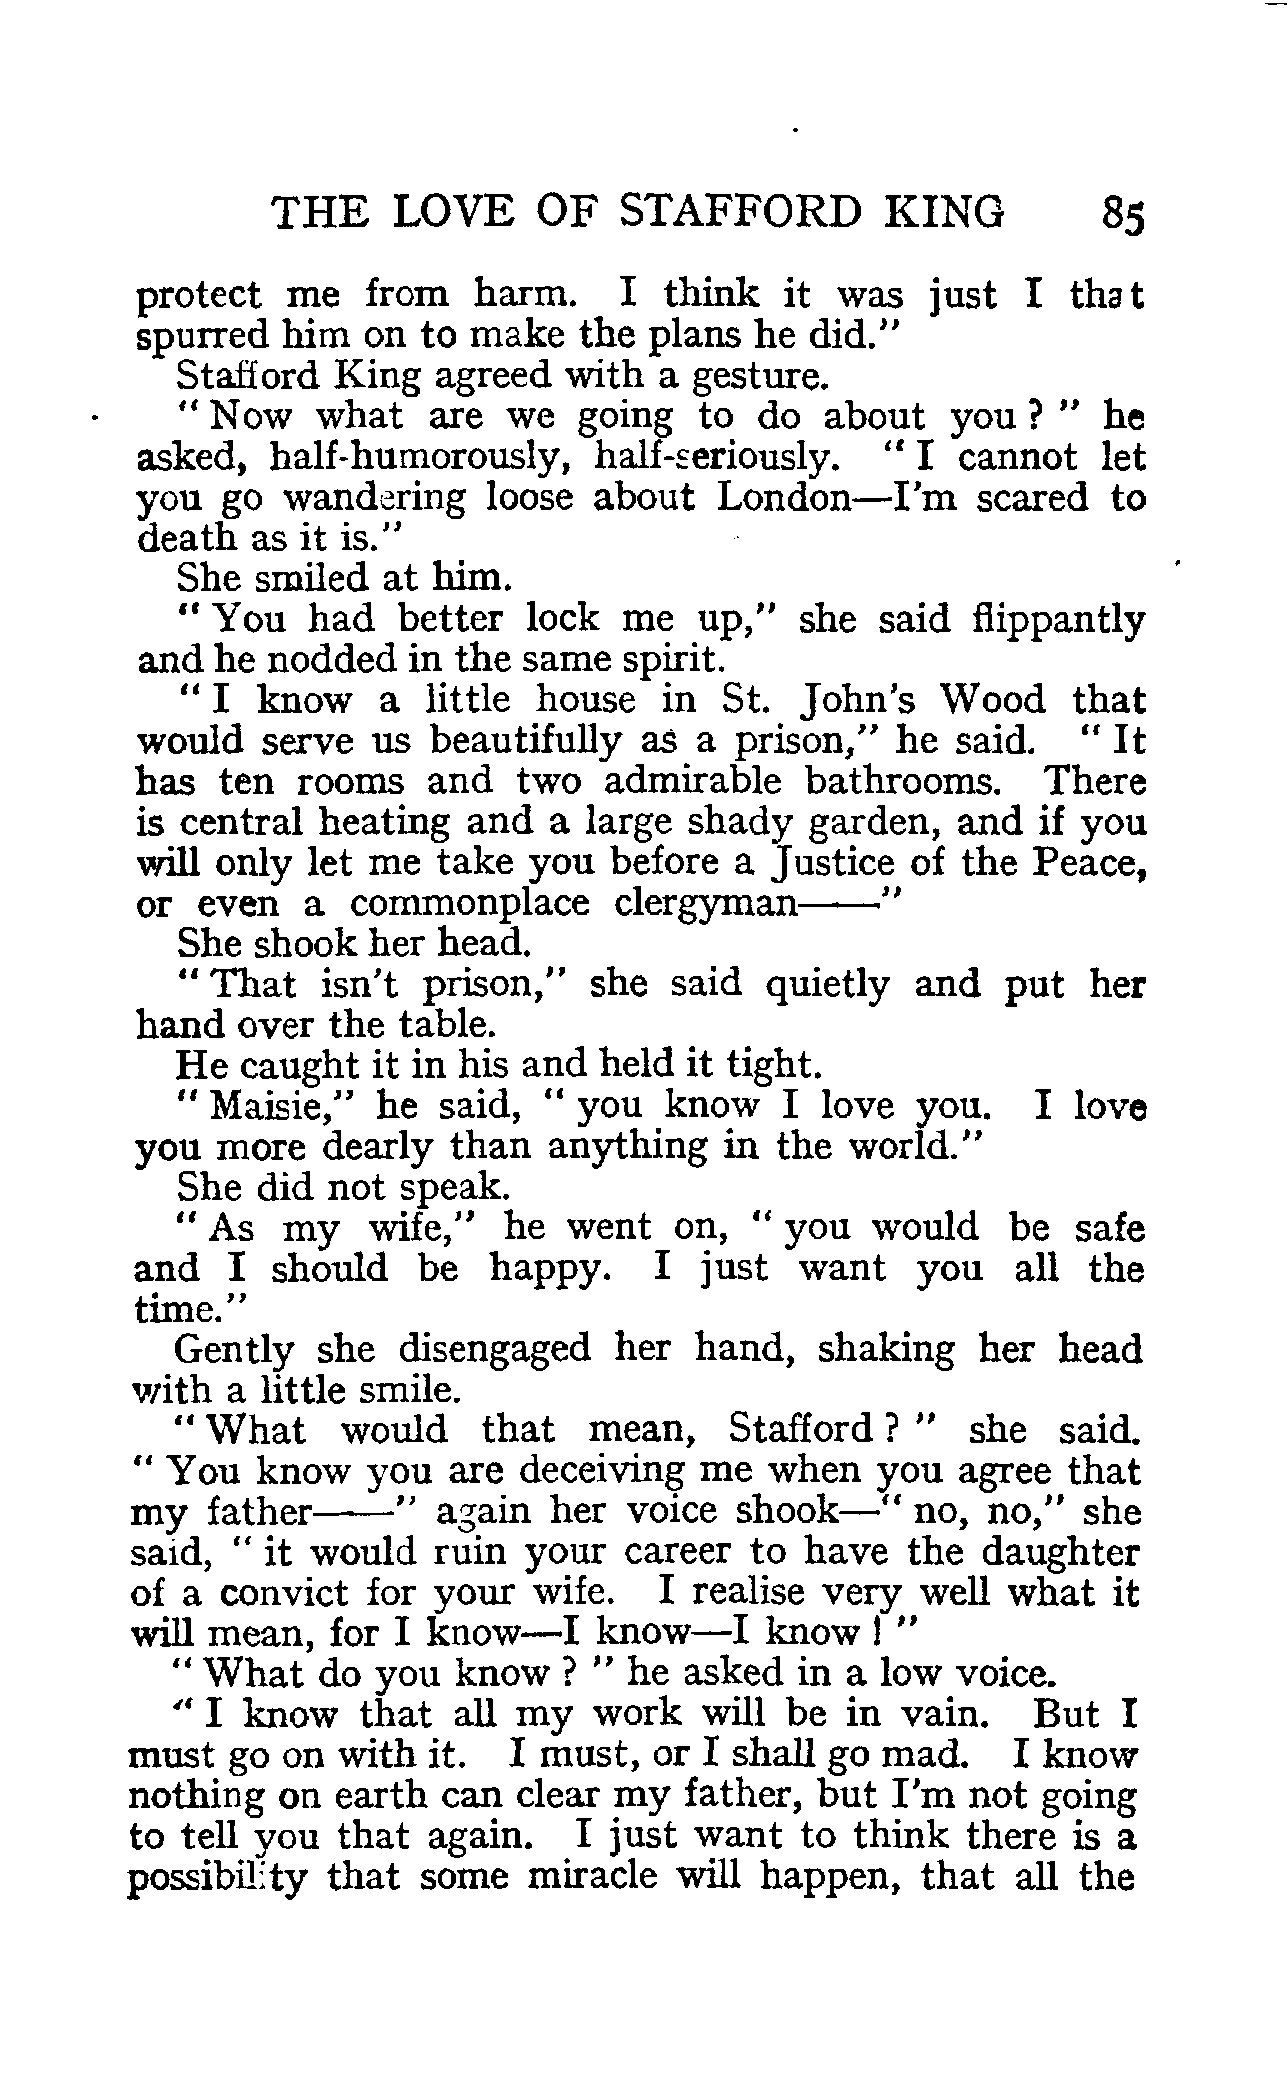 THE LOVE OF STAFFORD KING 85
protect me from harm. I think it was just I that
spurred him on to make the plans he did."
Stafford King agreed with a gesture.
"Now what are we going to do about you?" he
asked, half-humorously, half-seriously. "I cannot let
you go wandering loose about London—I'm scared to
death as it is."
She smiled at him.
"You had better lock me up," she said flippantly
and he nodded in the same spirit.
"I know a little house in St. John's Wood that
would serve us beautifully as a prison," he said. "It
has ten rooms and two admirable bathrooms. There
is central heating and a large shady garden, and if you
will only let me take you before a Justice of the Peace,
or even a commonplace clergyman——"
She shook her head.
"That isn't prison," she said quietly and put her
hand over the table.
He caught it in his and held it tight.
"Maisie," he said, "you know I love you. I love
you more dearly than anything in the world."
She did not speak.
"As my wife," he went on, "you would be safe
and I should be happy. I just want you all the
time."
Gently she disengaged her hand, shaking her head
with a little smile.
"What would that mean, Stafford?" she said.
"You know you are deceiving me when you agree that
my father——" again her voice shook—"no, no," she
said, "it would ruin your career to have the daughter
of a convict for your wife. I realise very well what it
will mean, for I know—I know—I know!"
"What do you know?" he asked in a low voice.
"I know that all my work will be in vain. But I
must go on with it. I must, or I shall go mad. I know
nothing on earth can clear my father, but I'm not going
to tell you that again. I just want to think there is a
possibility that some miracle will happen, that all the